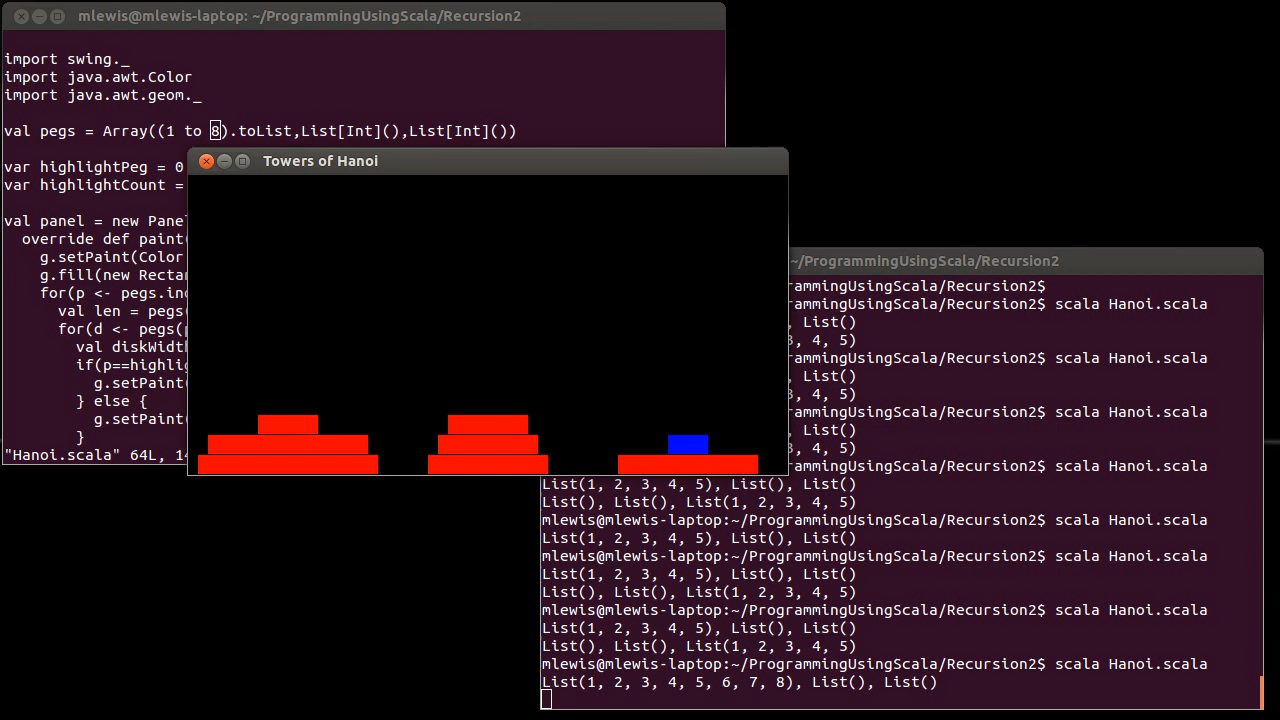 mlewis@mlewis-laptop: ~/ProgrammingUsingScala/Recursion2
import swing._
import java.awt.Color
import java.awt.geom._
val pegs = Array((1 to 8).toList,List[Int](),List[Int]())
var highlightPeg = 0
var highlightCount =
val panel = new Panel
override def paint(
g.setPaint(Color
g.fill(new Rectan
for(p <- pegs.ind
val len = pegs(
for(d <- pegs(p
val diskWidth
if(p==highlig
g.setPaint(
} else {
g.setPaint(
}
"Hanoi.scala" 64L, 14
Towers of Hanoi
~/ProgrammingUsingScala/Recursion2
rammingUsingScala/Recursion2$
rammingUsingScala/Recursion2$ scala Hanoi.scala
, List()
3, 4, 5)
rammingUsingScala/Recursion2$ scala Hanoi.scala
, List()
3, 4, 5)
rammingUsingScala/Recursion2$ scala Hanoi.scala
, List()
3, 4, 5)
rammingUsingScala/Recursion2$ scala Hanoi.scala
List(1, 2, 3, 4, 5), List(), List()
List(), List(), List(1, 2, 3, 4, 5)
mlewis@mlewis-laptop:~/ProgrammingUsingScala/Recursion2$ scala Hanoi.scala
List(1, 2, 3, 4, 5), List(), List()
mlewis@mlewis-laptop:~/ProgrammingUsingScala/Recursion2$ scala Hanoi.scala
List(1, 2, 3, 4, 5), List(), List()
List(), List(), List(1, 2, 3, 4, 5)
mlewis@mlewis-laptop:~/ProgrammingUsingScala/Recursion2$ scala Hanoi.scala
List(1, 2, 3, 4, 5), List(), List()
List(), List(), List(1, 2, 3, 4, 5)
mlewis@mlewis-laptop:~/ProgrammingUsingScala/Recursion2$ scala Hanoi.scala
List(1, 2, 3, 4, 5, 6, 7, 8), List(), List()